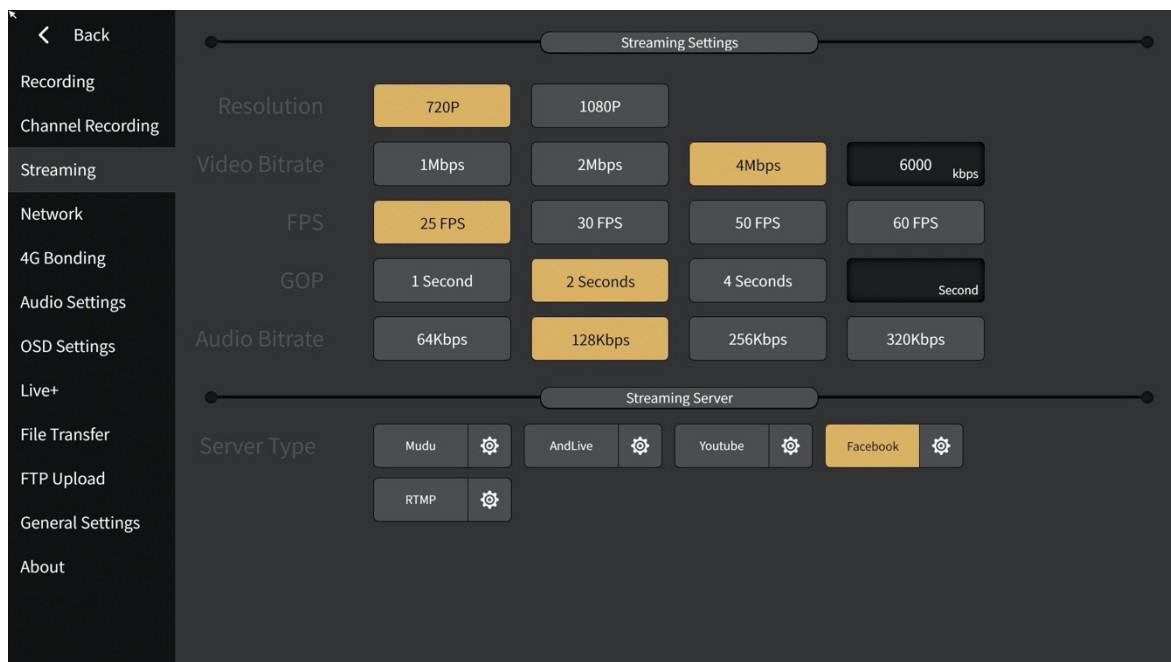 Back
Recording
Channel Recording
Streaming
Network
4G Bonding
Audio Settings
OSD Settings
Live+
File Transfer
FTP Upload
General Settings
About
Streaming Settings
Resolution 720P 1080P
Video Bitrate 1Mbps 2Mbps 4Mbps 6000 kbps
FPS 25 FPS 30 FPS 50 FPS 60 FPS
GOP 1 Second 2 Seconds 4 Seconds Second
Audio Bitrate 64Kbps 128Kbps 256Kbps 320Kbps
Streaming Server
Server Type Mudu AndLive Youtube Facebook
RTMP